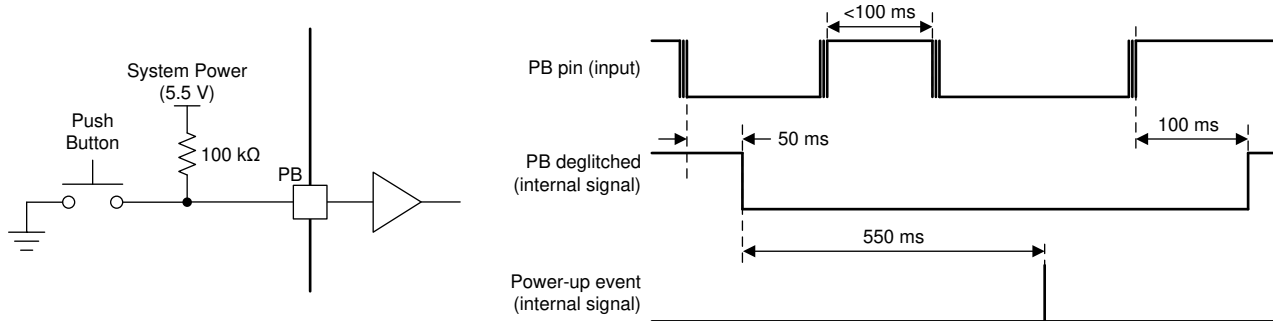 System Power
(5.5 V)
Push
Button
100 kΩ
PB
<100 ms
PB pin (input)
50 ms
100 ms
PB deglitched
(internal signal)
550 ms
Power-up event
(internal signal)